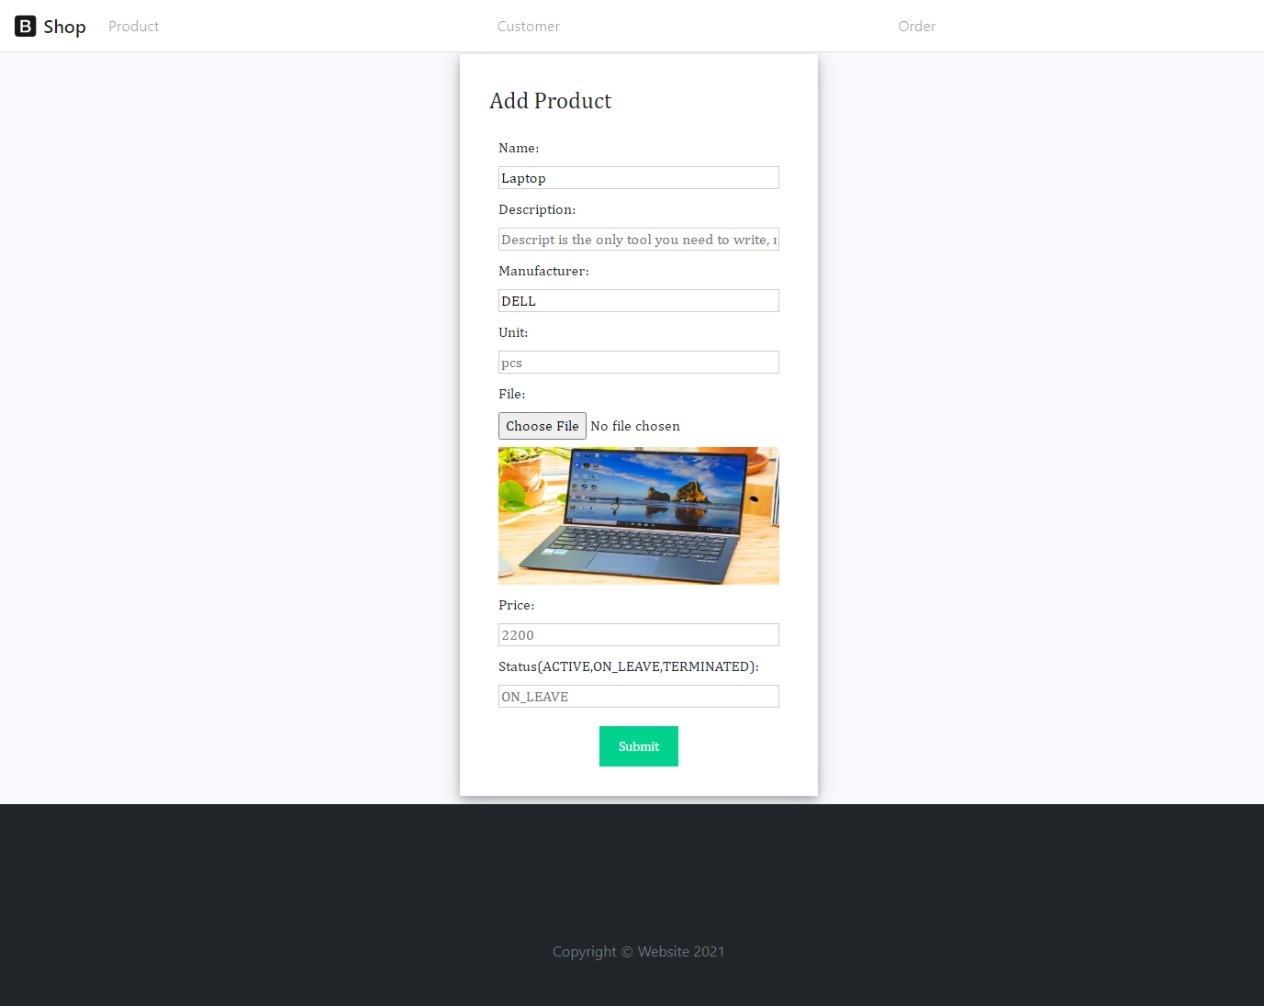 B Shop Product Customer Order
Add Product
Name:
Laptop
Description:
Descript is the only tool you need to write,
Manufacturer:
DELL
Unit:
pcs
File:
Choose File No file chosen
Price:
2200
Status(ACTIVE,ON_LEAVE,TERMINATED):
ON_LEAVE
Submit
Copyright © Website 2021